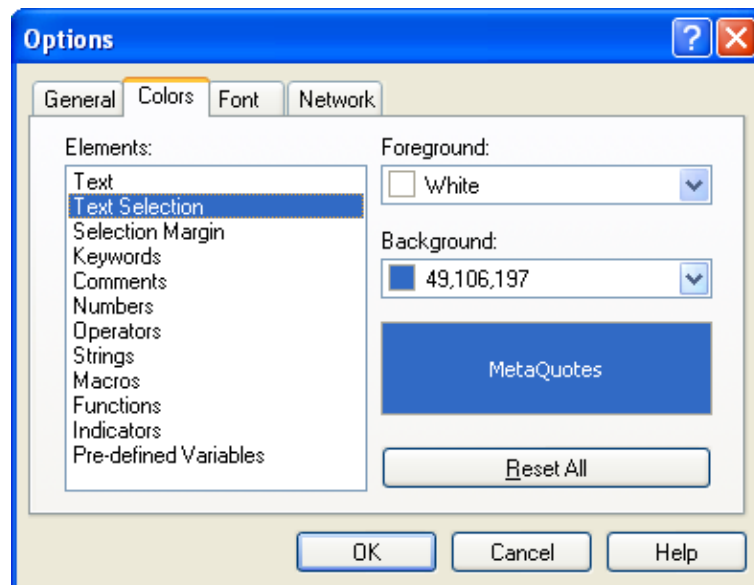 Options
General Colors Font Network
Elements:
Text
Text Selection
Selection Margin
Keywords
Comments
Numbers
Operators
Strings
Macros
Functions
Indicators
Pre-defined Variables
Foreground:
White
Background:
49,106,197
MetaQuotes
Reset All
OK Cancel Help